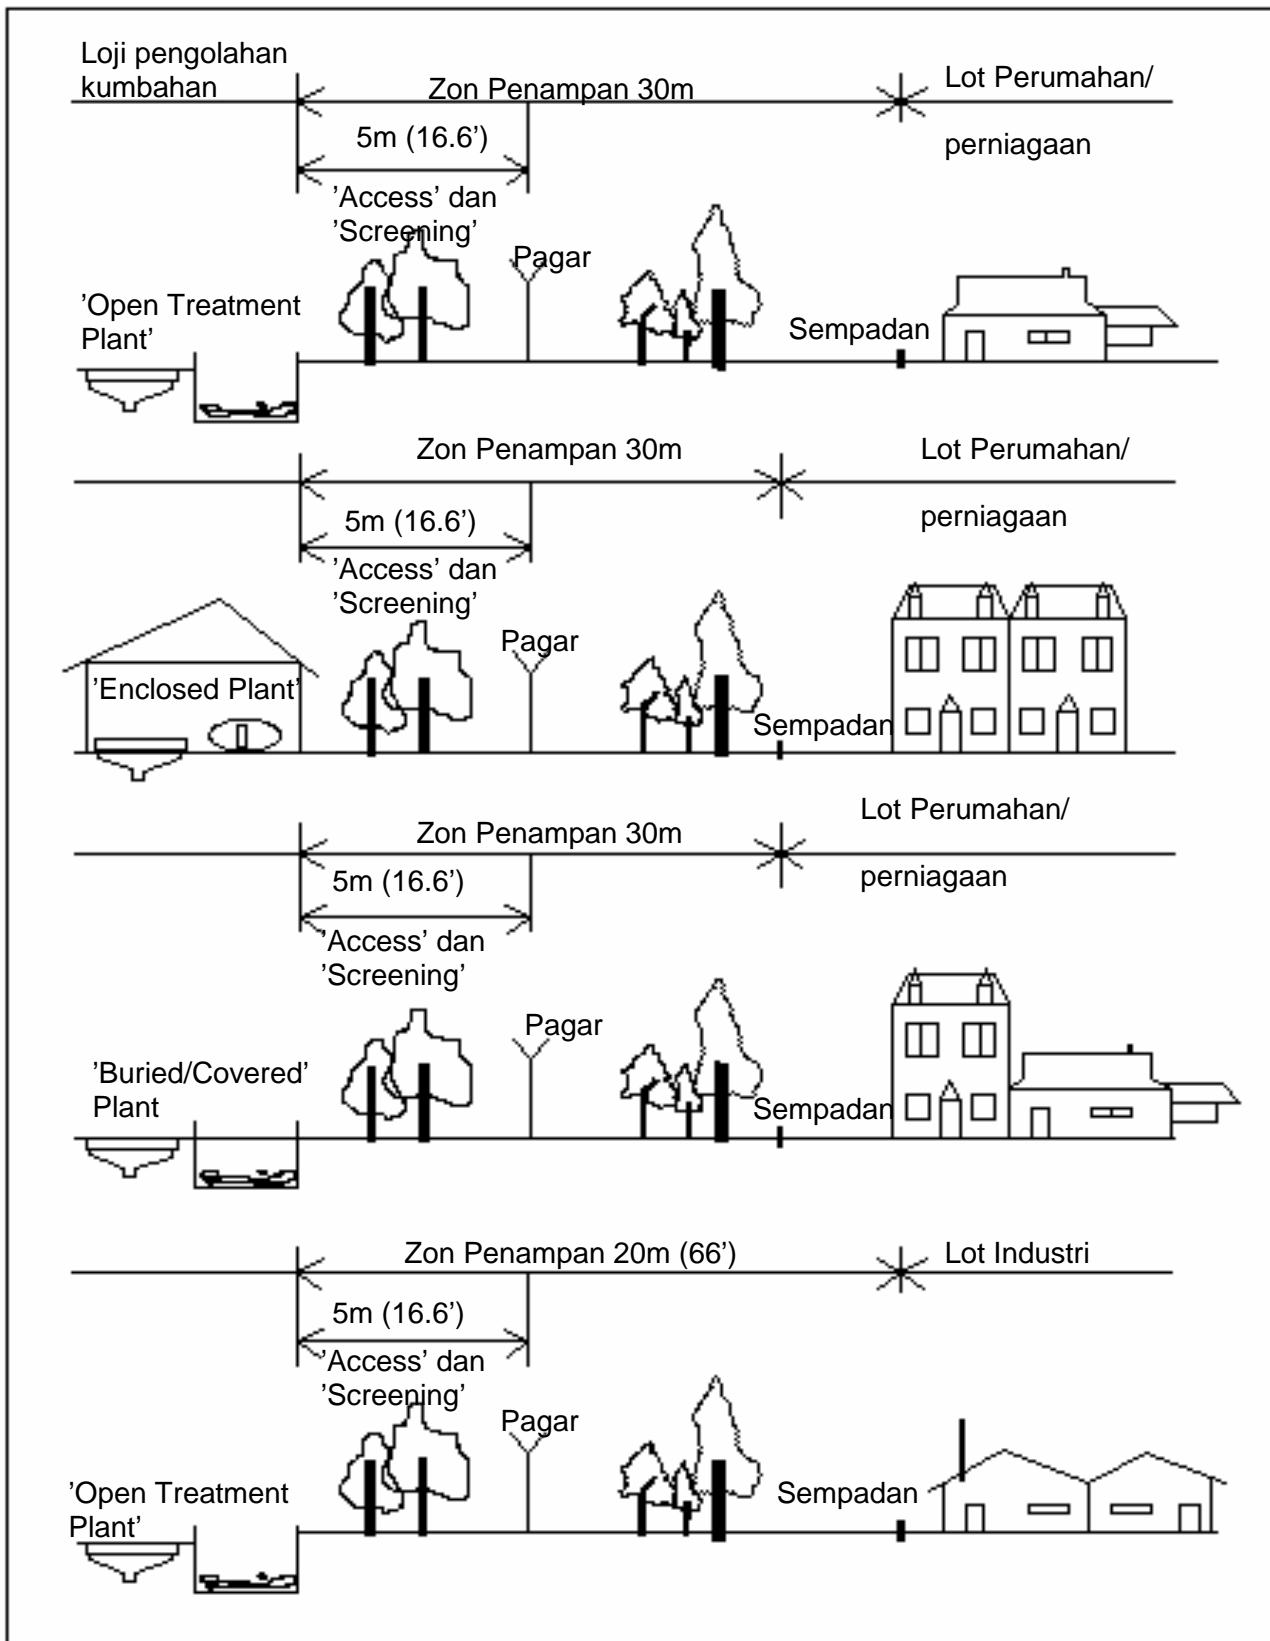 Loji pengolahan
kumbahan
Zon Penampan 30m
Lot Perumahan/
perniagaan
5m (16.6’)
’Access’ dan
’Screening’
Pagar
’Open Treatment
Plant’
Sempadan
Zon Penampan 30m
Lot Perumahan/
perniagaan
5m (16.6’)
’Access’ dan
’Screening’
Pagar
’Enclosed Plant’
Sempadan
Lot Perumahan/
Zon Penampan 30m
perniagaan
5m (16.6’)
’Access’ dan
’Screening’
Pagar
’Buried/Covered’
Plant
Sempadan
Zon Penampan 20m (66’)
Lot Industri
5m (16.6’)
’Access’ dan
’Screening’
Pagar
’Open Treatment
Plant’
Sempadan